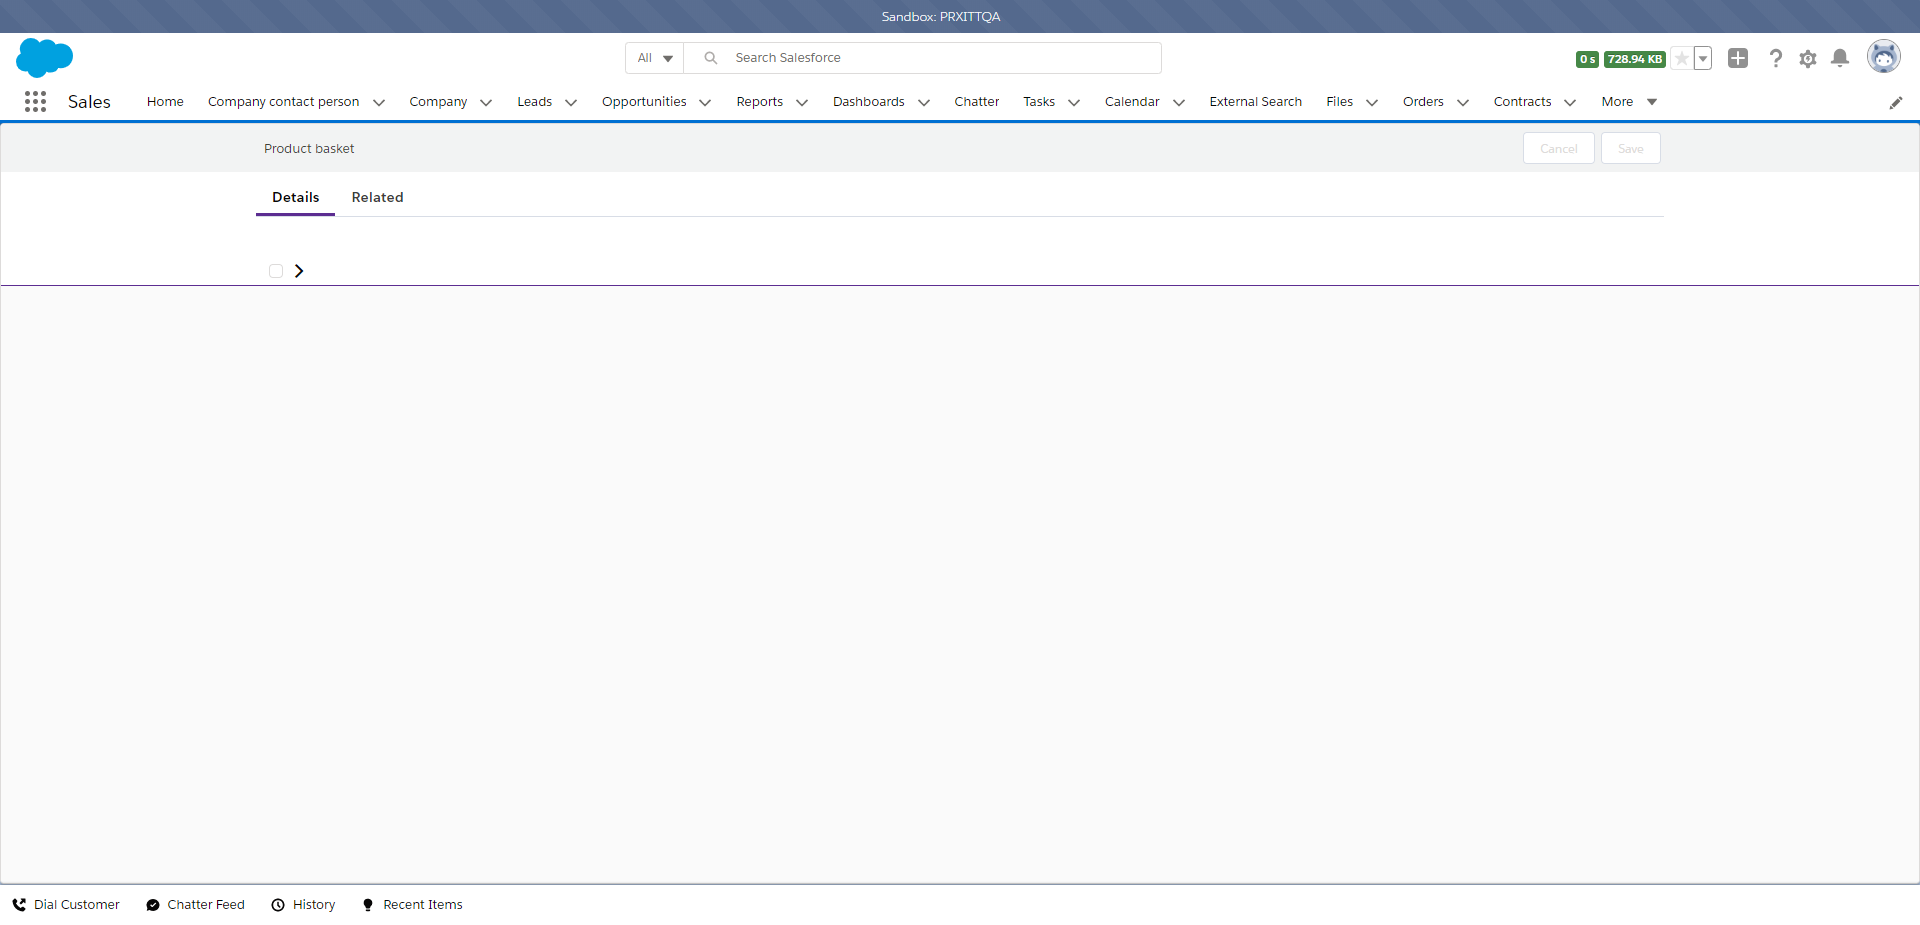 Sandbox: PRXITTQA
All Search Salesforce 0 s 728.94 KB
Sales Home Company contact person Company Leads Opportunities Reports Dashboards Chatter Tasks Calendar External Search Files Orders Contracts More
Product basket Cancel Save
Details Related
Dial Customer Chatter Feed History Recent Items